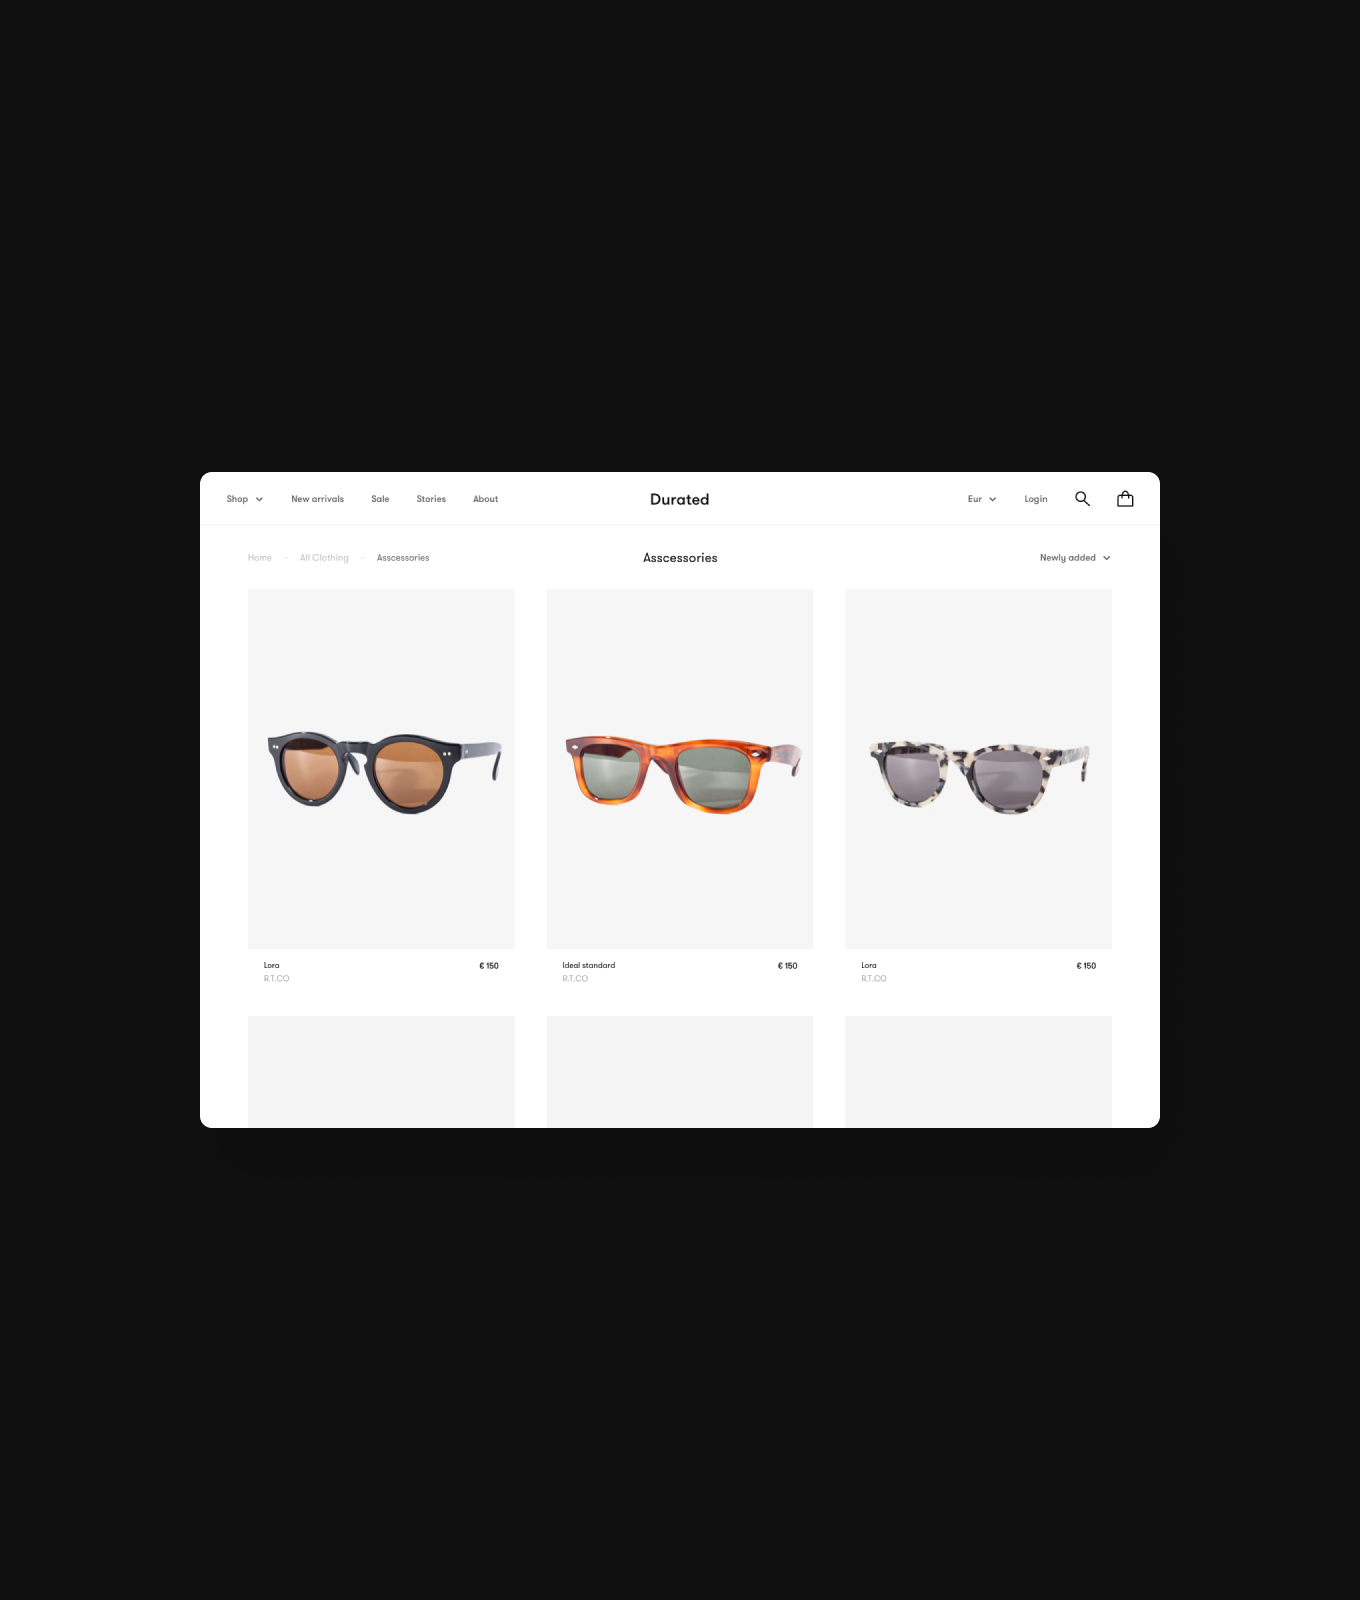 Shop New arrivals Sale Stories About Durated Eur Login
Home - All Clothing - Asscessories Asscessories Newly added
Lora € 150 Ideal standard € 150 Lora € 150
R.T.CO R.T.CO R.T.CO